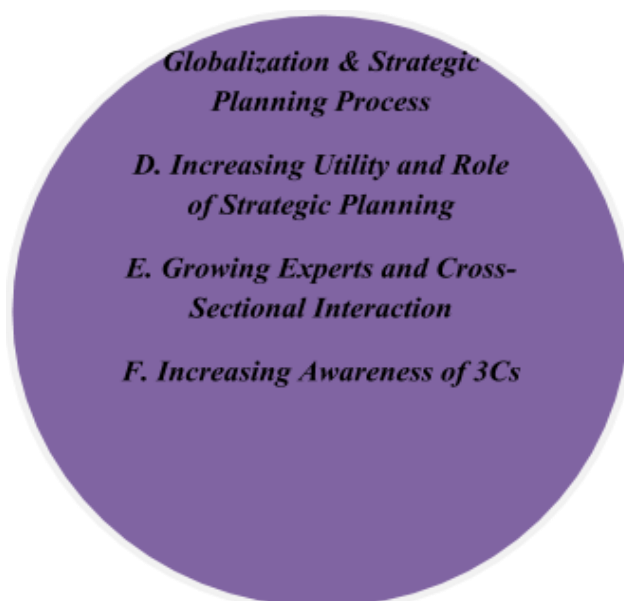 Globalization & Strategic
Planning Process
D. Increasing Utility and Role
of Strategic Planning
E. Growing Experts and Cross-
Sectional Interaction
F. Increasing Awareness of 3Cs